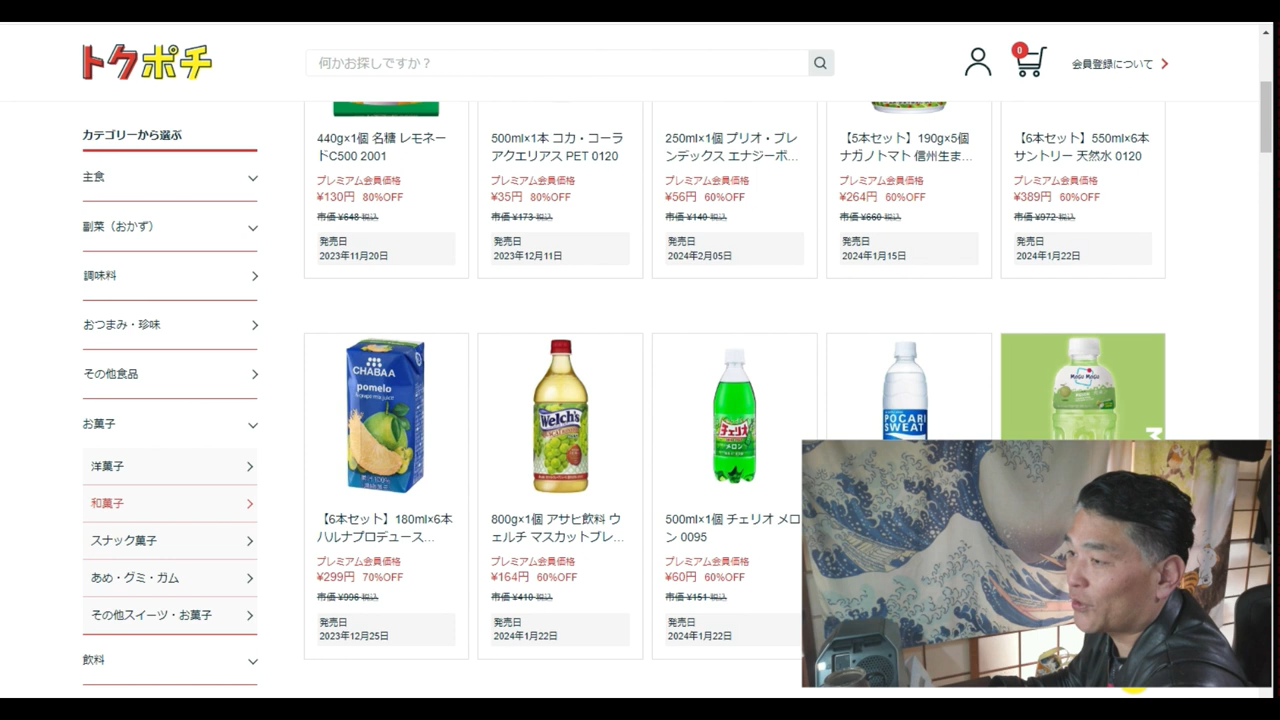 トクポチ
何かお探しですか？
0
会員登録について
カテゴリーから選ぶ
主食
副菜（おかず）
調味料
おつまみ・珍味
その他食品
お菓子
洋菓子
和菓子
スナック菓子
あめ・グミ・ガム
その他スイーツ・お菓子
飲料
440g×1個 名糖 レモネー
ドC500 2001
プレミアム会員価格
¥130円 80%OFF
市価 ¥648 税込
発売日
2023年11月20日
500ml×1本 コカ・コーラ
アクエリアス PET 0120
プレミアム会員価格
¥35円 80%OFF
市価 ¥173 税込
発売日
2023年12月11日
250ml×1個 ブリオ・ブレ
ンデックス エナジーボ...
プレミアム会員価格
¥56円 60%OFF
市価 ¥140 税込
発売日
2024年2月05日
【5本セット】190g×5個
ナガノトマト 信州生ま...
プレミアム会員価格
¥264円 60%OFF
市価 ¥660 税込
発売日
2024年1月15日
【6本セット】550ml×6本
サントリー 天然水 0120
プレミアム会員価格
¥389円 60%OFF
市価 ¥972 税込
発売日
2024年1月22日
CHABAA
pomelo
【6本セット】180ml×6本
ハルナプロデュース...
プレミアム会員価格
¥299円 70%OFF
市価 ¥996 税込
発売日
2023年12月25日
Welch's
800g×1個 アサヒ飲料 ウ
ェルチ マスカットブレ...
プレミアム会員価格
¥164円 60%OFF
市価 ¥410 税込
発売日
2024年1月22日
チェリオ
メロン
500ml×1個 チェリオ メロ
ン 0095
プレミアム会員価格
¥60円 60%OFF
市価 ¥151 税込
発売日
2024年1月22日
POCARI
SWEAT
MOGU MOGU